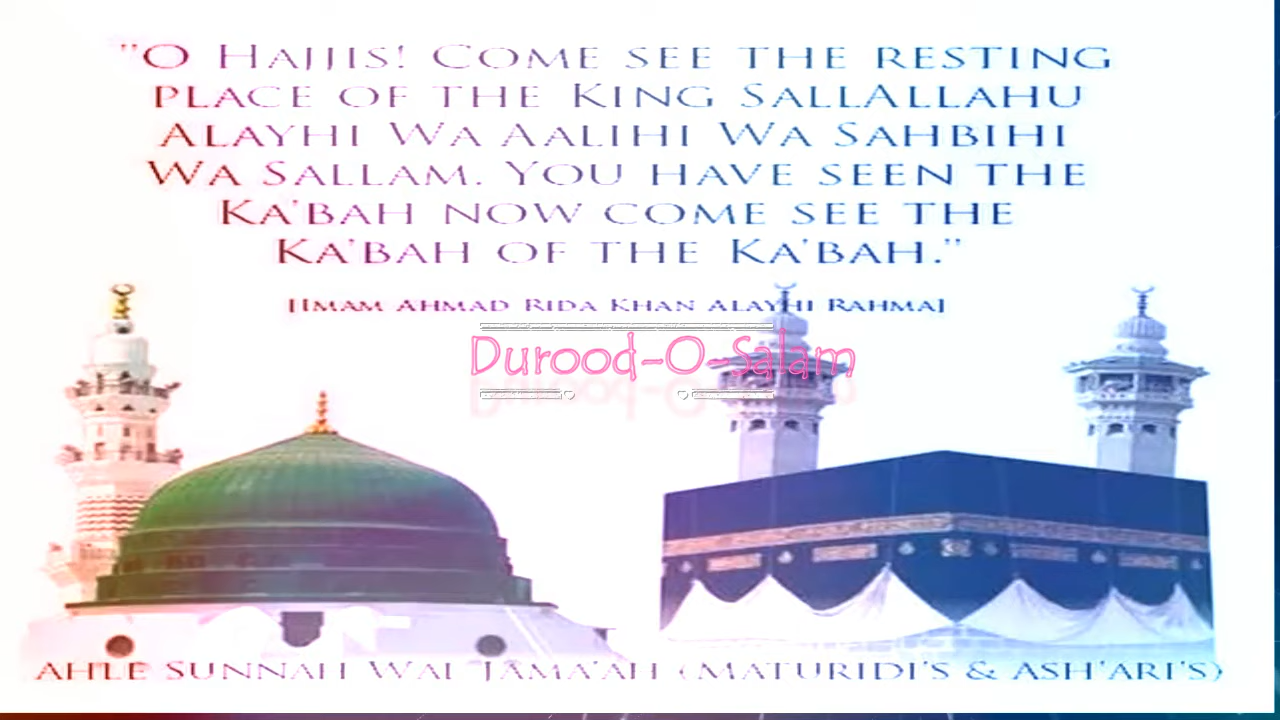 "O Hajjis! Come see the resting
place of the King SallAllahu
Alayhi Wa Aalihi Wa Sahbihi
Wa Sallam. You have seen the
Ka'bah now come see the
Ka'bah of the Ka'bah."
[Imam Ahmad Rida Khan Alayhi Rahma]
Durood-O-Salam
Ahle Sunnah Wal Jama'ah (Maturidi's & Ash'ari's)